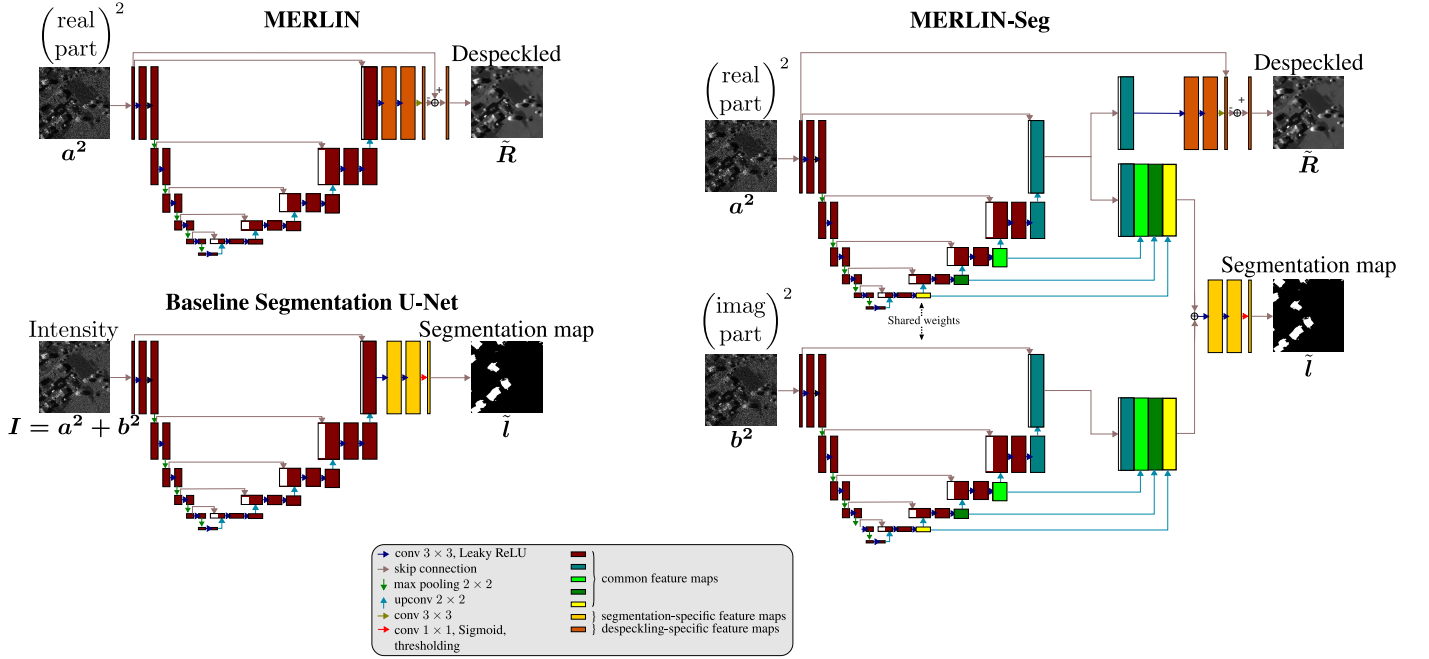 MERLIN
(real part)²
a²
Despeckled
R̃
+
-
⊕
Baseline Segmentation U-Net
Intensity
I = a² + b²
Segmentation map
l̃
MERLIN-Seg
(real part)²
a²
Despeckled
R̃
+
-
⊕
Shared weights
(imag part)²
b²
⊕
Segmentation map
l̃
conv 3 × 3, Leaky ReLU
skip connection
max pooling 2 × 2
upconv 2 × 2
conv 3 × 3
conv 1 × 1, Sigmoid,
thresholding
common feature maps
segmentation-specific feature maps
despeckling-specific feature maps